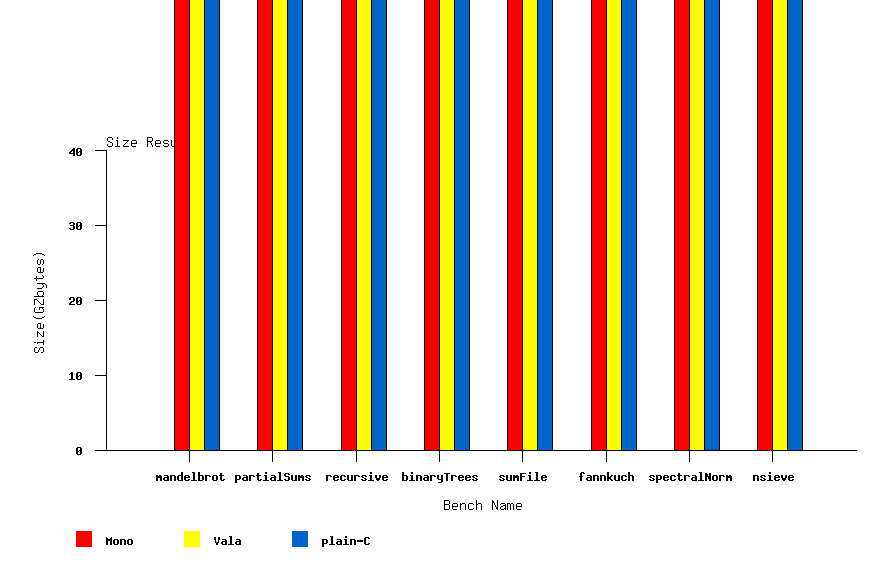 Size Resu
40
30
20
10
0
Size(GZbytes)
mandelbrot partialSums recursive binaryTrees sumFile fannkuch spectralNorm nsieve
Bench Name
Mono Vala plain-C